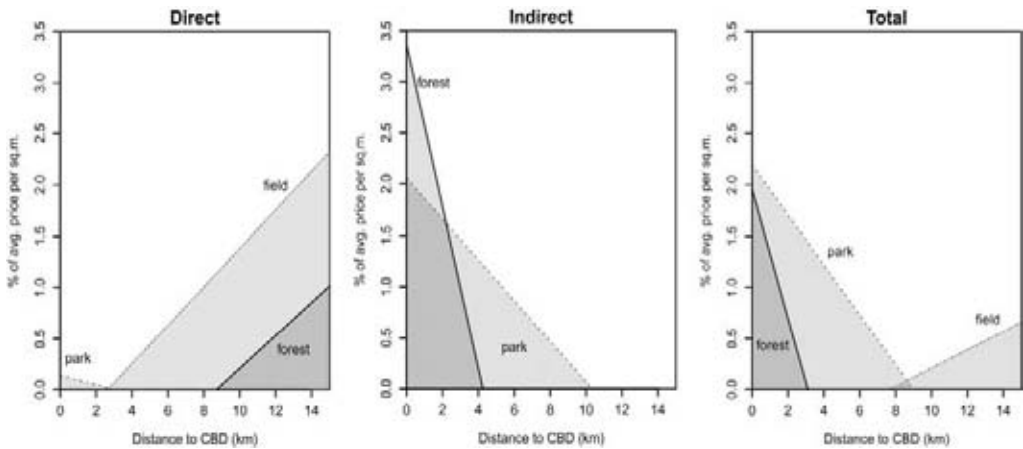 Direct
% of avg. price per sq.m.
3.5
3.0
2.5
2.0
1.5
1.0
0.5
0.0
field
park
forest
0 2 4 6 8 10 12 14
Distance to CBD (km)
Indirect
% of avg. price per sq.m.
3.5
3.0
2.5
2.0
1.5
1.0
0.5
0.0
forest
park
0 2 4 6 8 10 12 14
Distance to CBD (km)
Total
% of avg. price per sq.m.
3.5
3.0
2.5
2.0
1.5
1.0
0.5
0.0
park
field
forest
0 2 4 6 8 10 12 14
Distance to CBD (km)